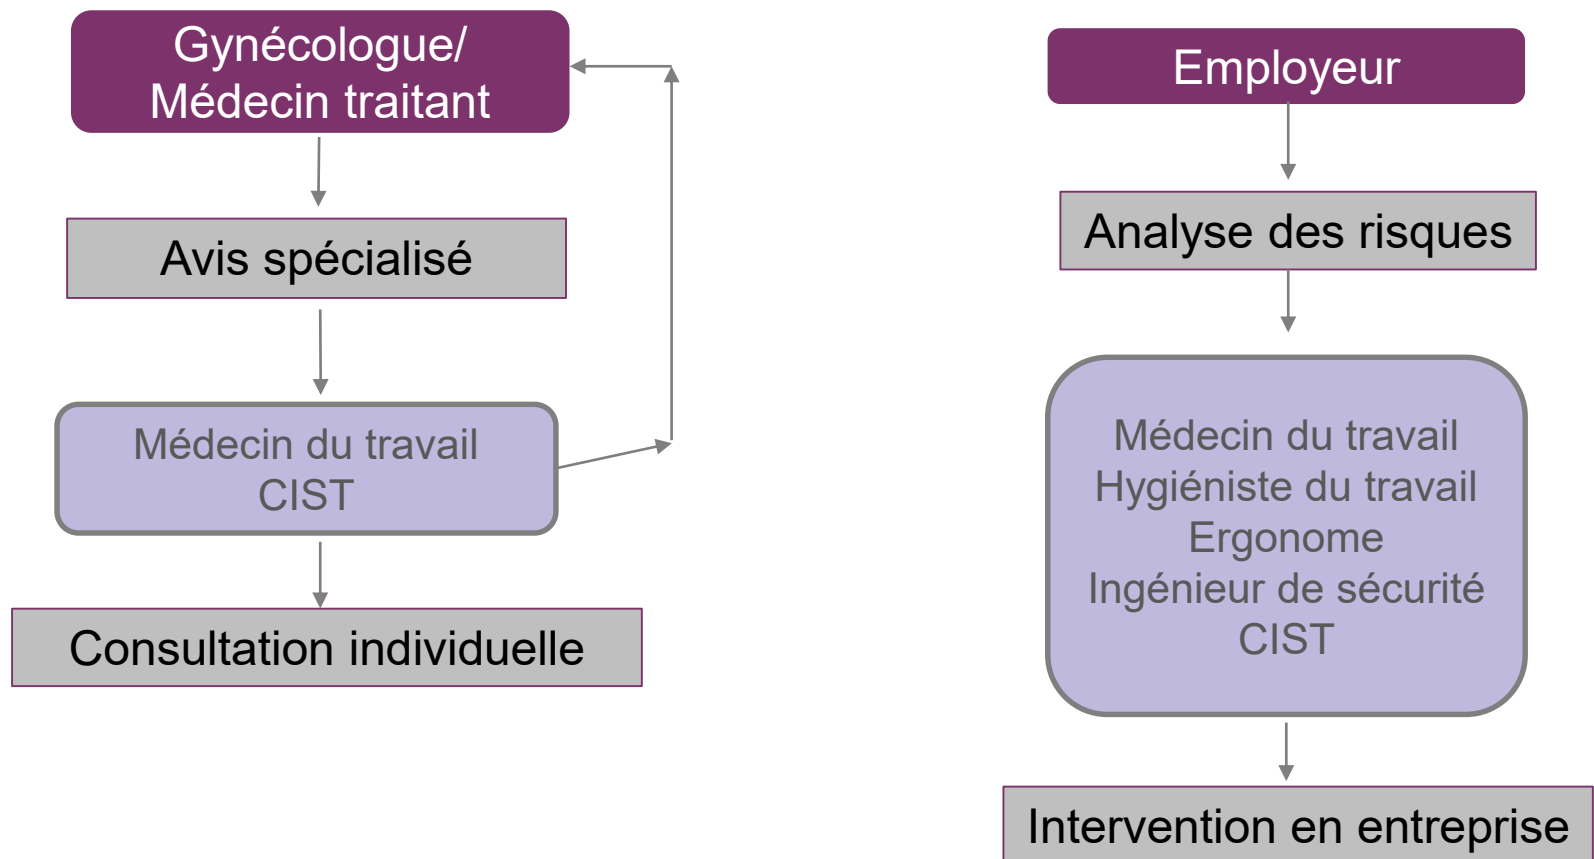 Gynécologue/
Médecin traitant
Avis spécialisé
Médecin du travail
CIST
Consultation individuelle
Employeur
Analyse des risques
Médecin du travail
Hygiéniste du travail
Ergonome
Ingénieur de sécurité
CIST
Intervention en entreprise